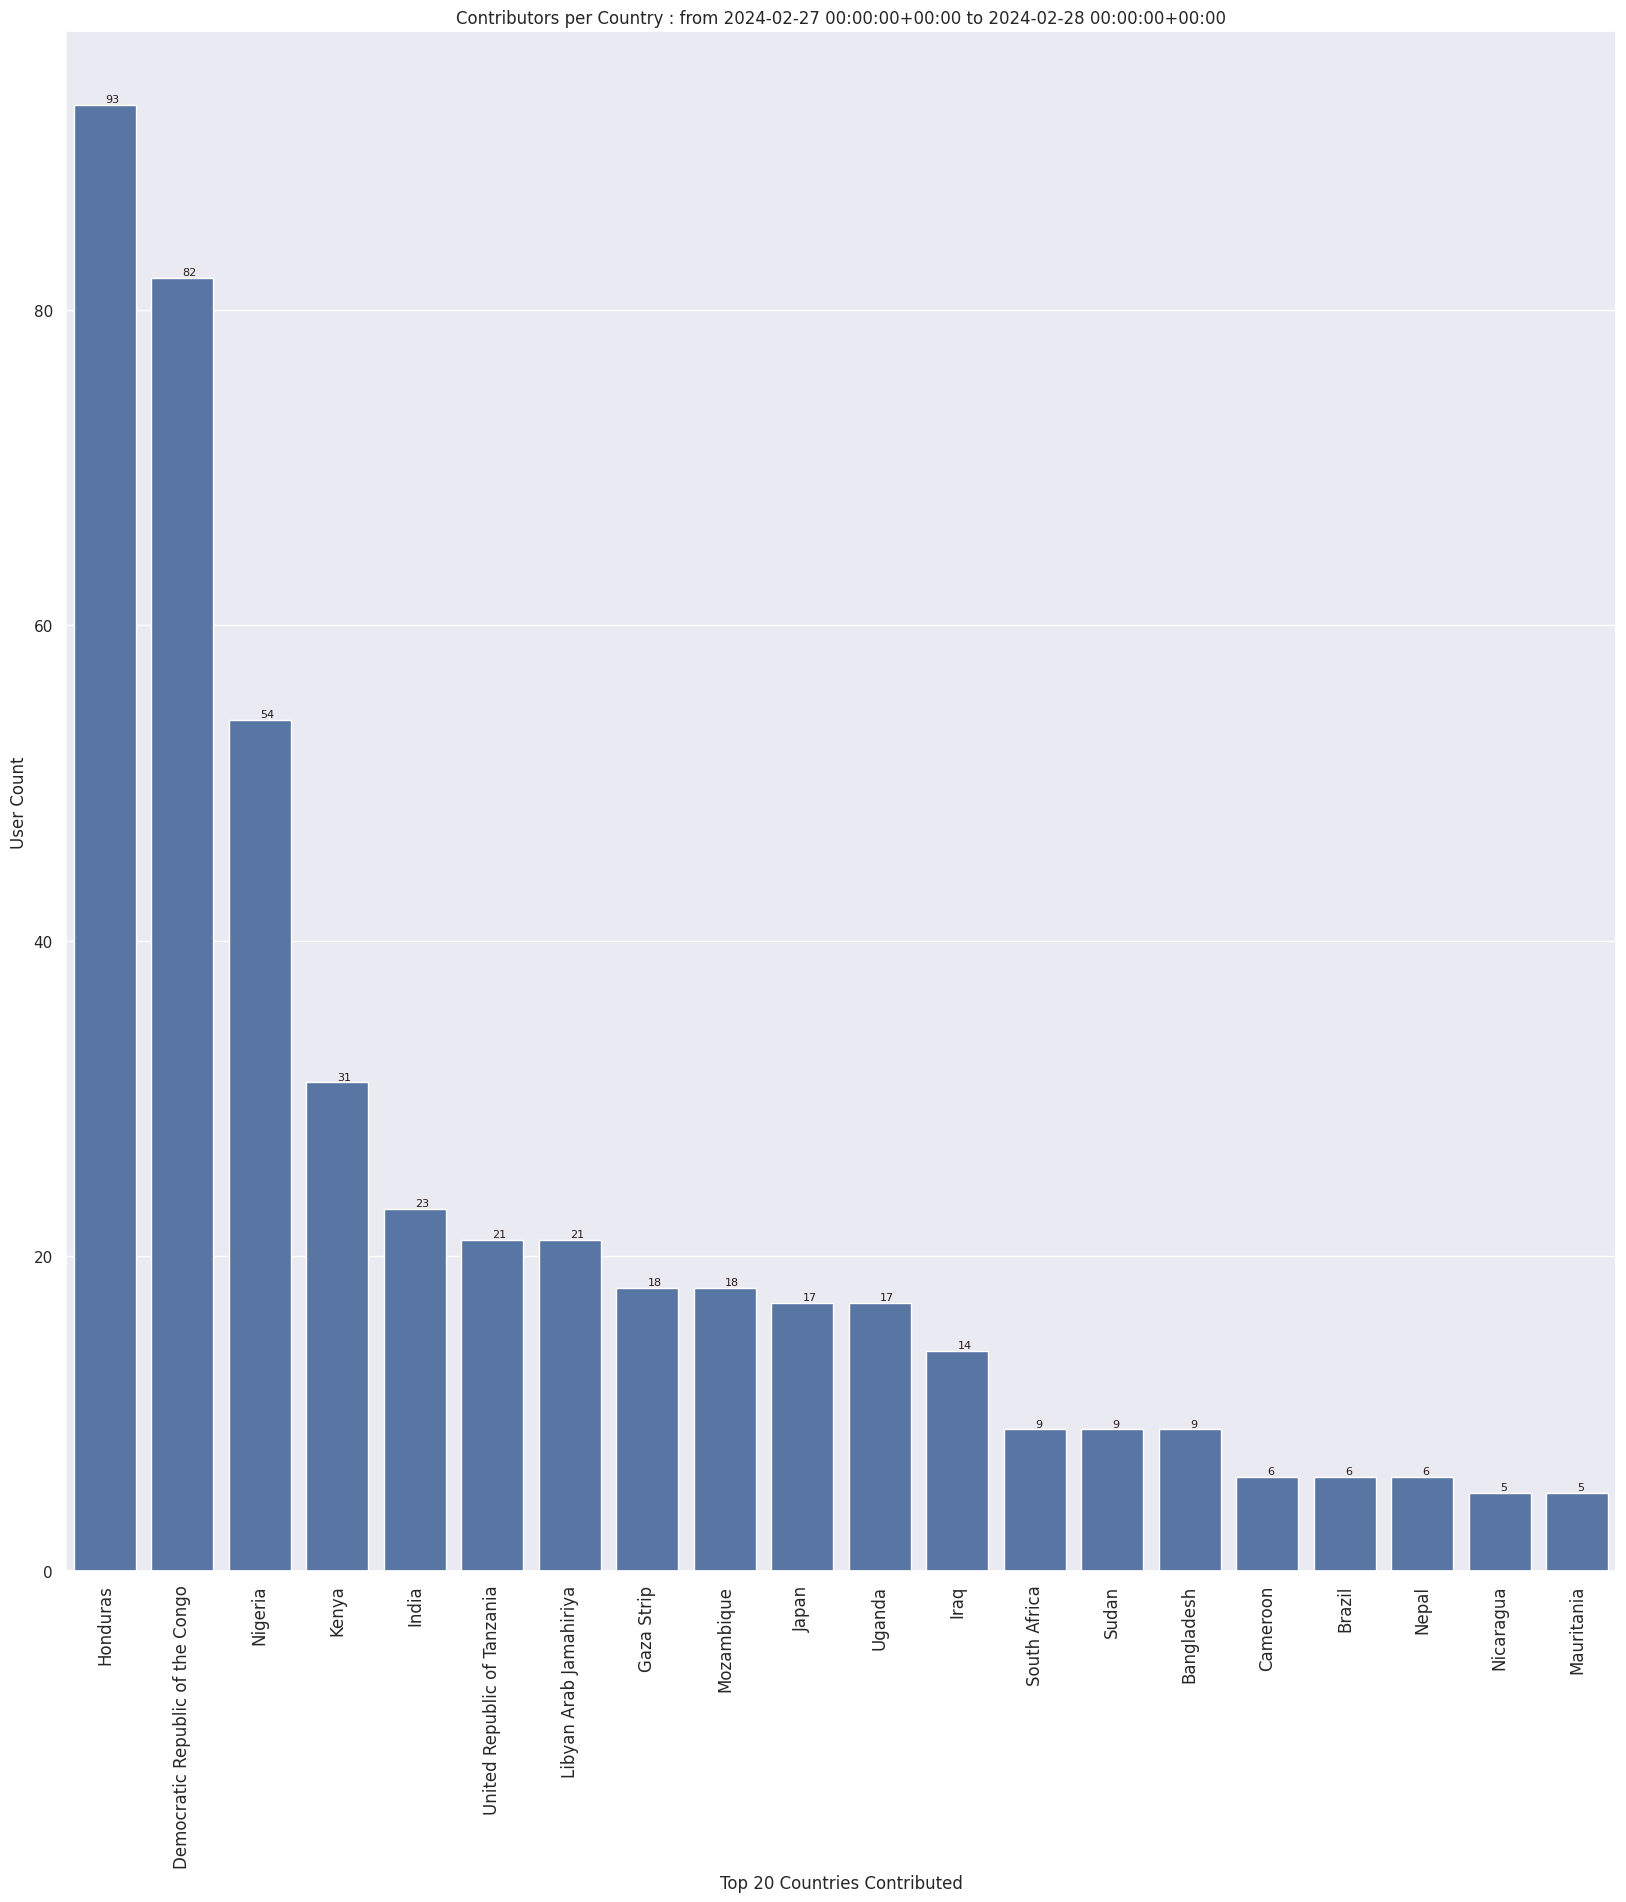 Contributors per Country : from 2024-02-27 00:00:00+00:00 to 2024-02-28 00:00:00+00:00
User Count
80
60
40
20
0
93
82
54
31
23
21
21
18
18
17
17
14
9
9
9
6
6
6
5
5
Honduras
Democratic Republic of the Congo
Nigeria
Kenya
India
United Republic of Tanzania
Libyan Arab Jamahiriya
Gaza Strip
Mozambique
Japan
Uganda
Iraq
South Africa
Sudan
Bangladesh
Cameroon
Brazil
Nepal
Nicaragua
Mauritania
Top 20 Countries Contributed